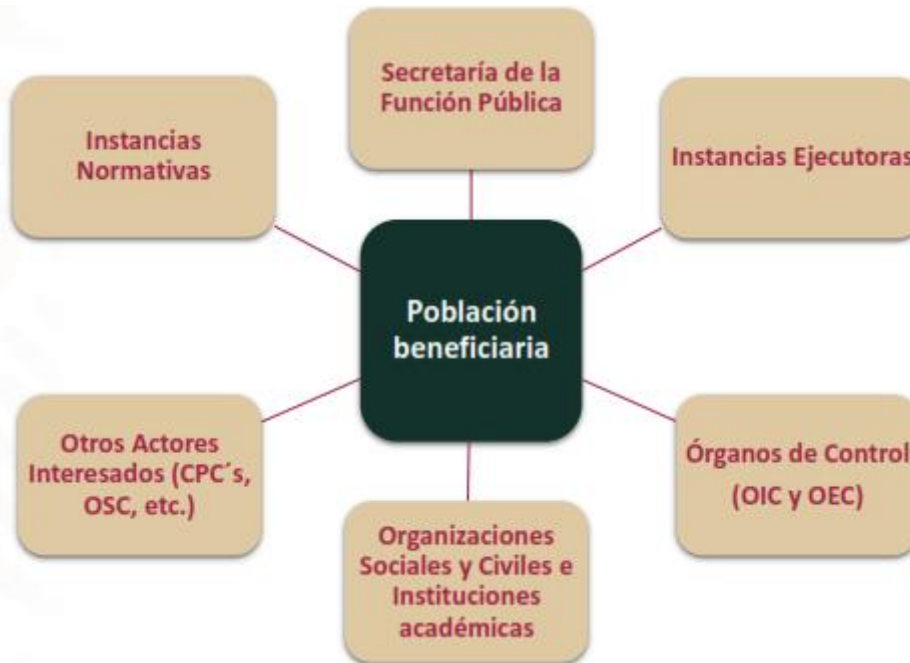 Secretaría de la
Función Pública
Instancias
Normativas
Instancias Ejecutoras
Población
beneficiaria
Otros Actores
Interesados (CPC´s,
OSC, etc.)
Órganos de Control
(OIC y OEC)
Organizaciones
Sociales y Civiles e
Instituciones
académicas